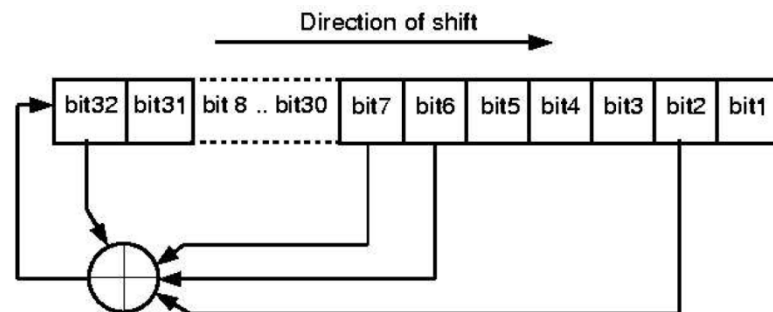 Direction of shift
bit32 bit31 bit 8 .. bit30 bit7 bit6 bit5 bit4 bit3 bit2 bit1